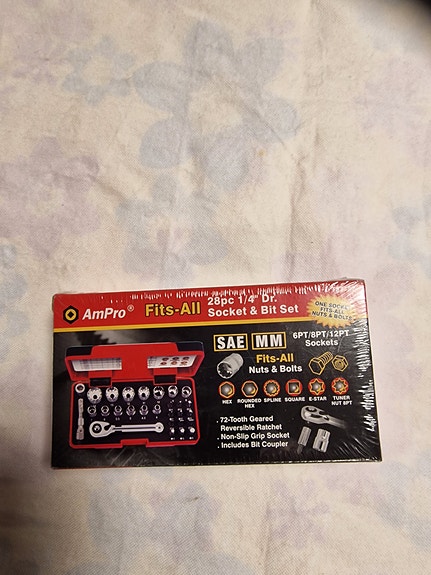 AmPro®
Fits-All
28pc 1/4" Dr.
Socket & Bit Set
ONE SOCKET
FITS-ALL
NUTS & BOLTS
SAE MM
6PT/8PT/12PT
Sockets
Fits-All
Nuts & Bolts
HEX
ROUNDED
HEX
SPLINE
SQUARE
E-STAR
TUNER
NUT 8PT
. 72-Tooth Geared
Reversible Ratchet
. Non-Slip Grip Socket
. Includes Bit Coupler